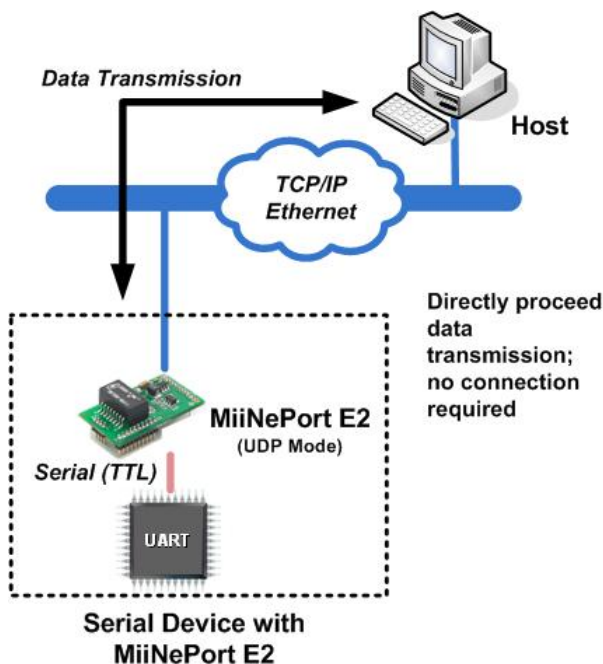 Data Transmission
Host
TCP/IP
Ethernet
Directly proceed
data
transmission;
no connection
required
MiiNePort E2
(UDP Mode)
Serial (TTL)
UART
Serial Device with
MiiNePort E2